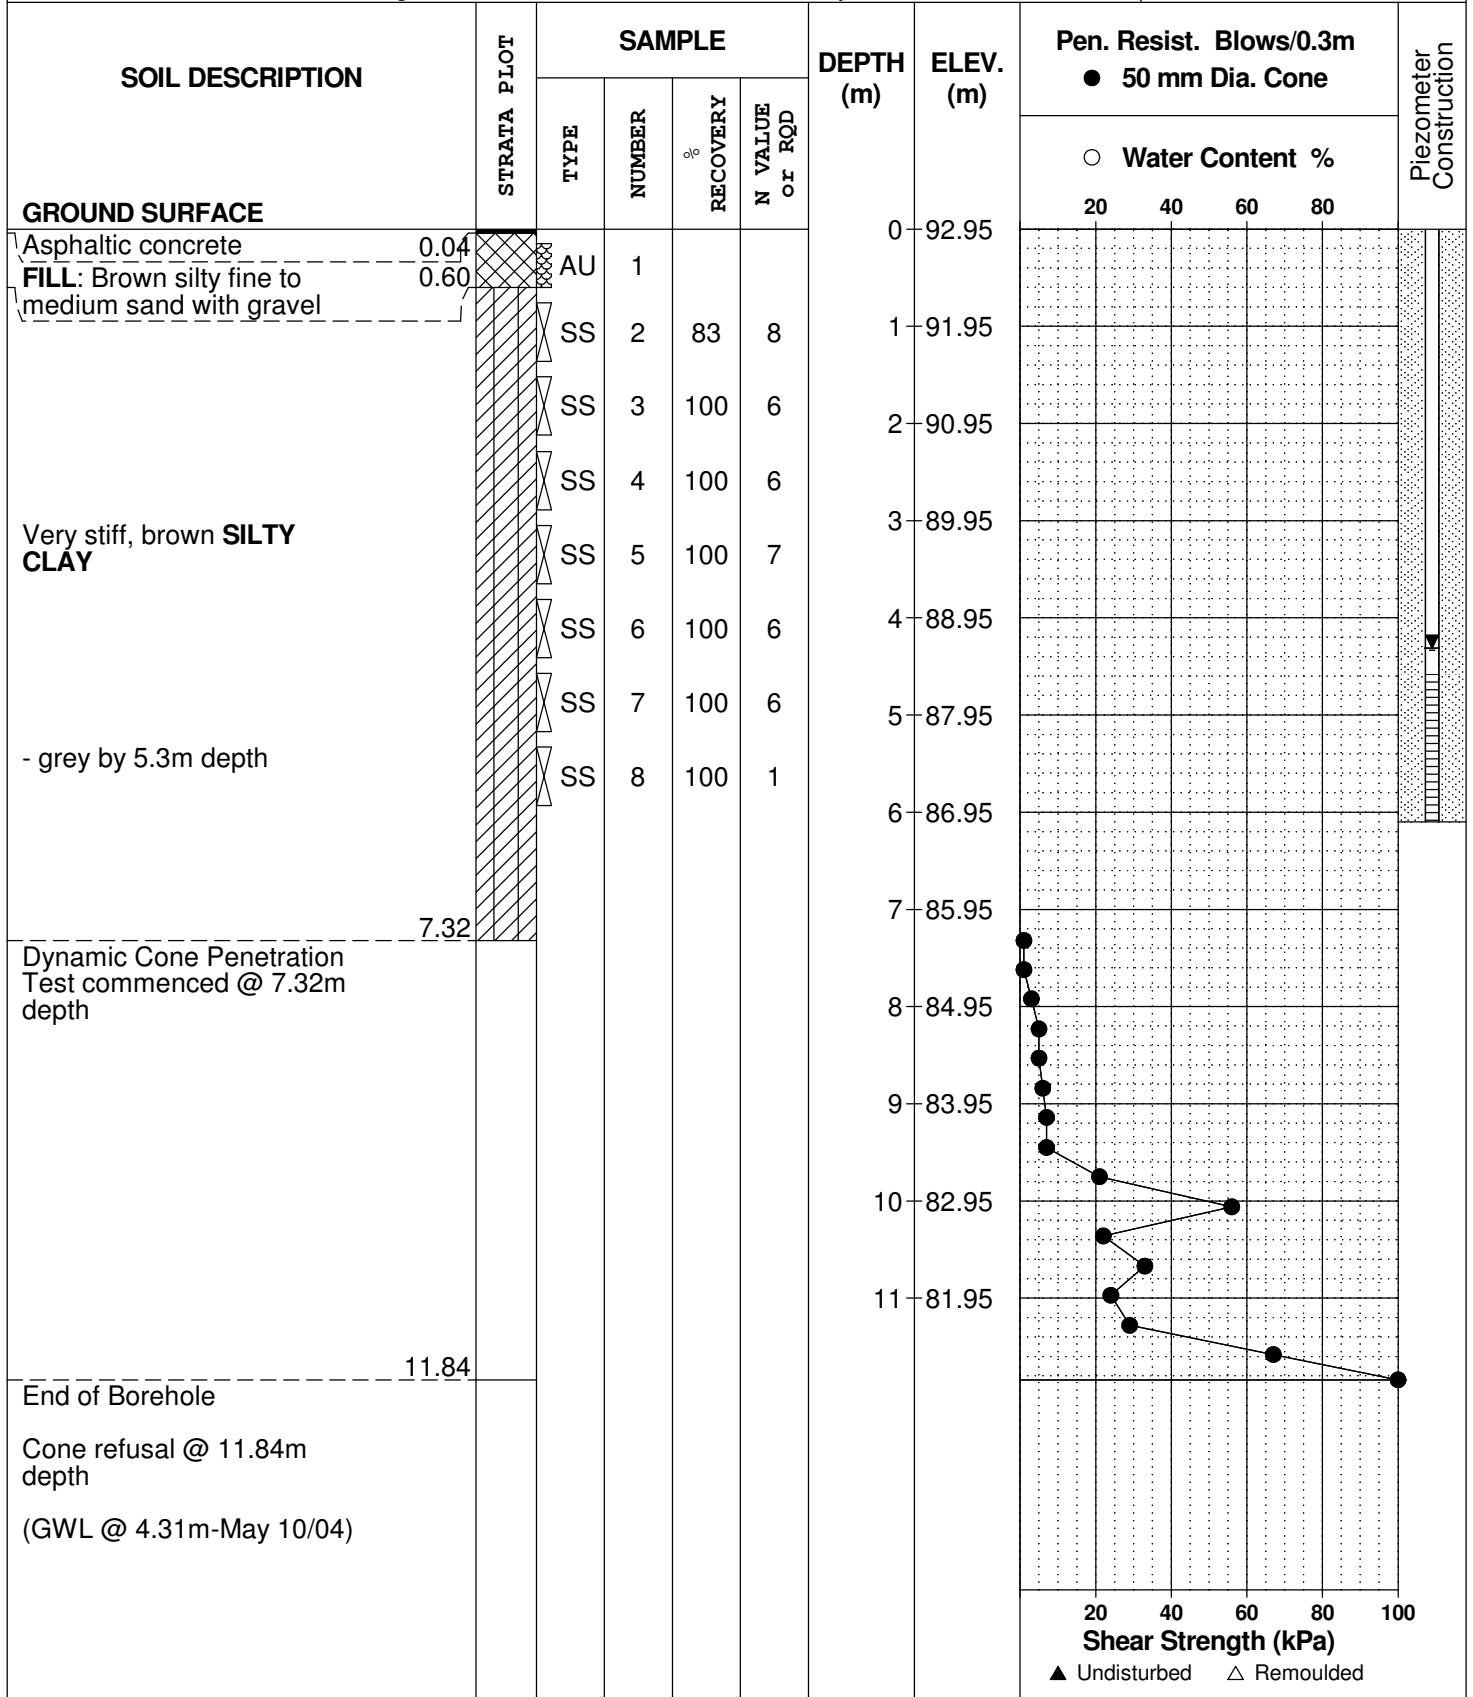 SOIL DESCRIPTION
GROUND SURFACE
STRATA PLOT
SAMPLE
TYPE
NUMBER
% RECOVERY
N VALUE or RQD
DEPTH (m)
ELEV. (m)
Pen. Resist. Blows/0.3m
● 50 mm Dia. Cone
○ Water Content %
20 40 60 80
Piezometer Construction
0 92.95
Asphaltic concrete 0.04
FILL: Brown silty fine to 0.60
medium sand with gravel
AU 1
SS 2 83 8
1 91.95
SS 3 100 6
2 90.95
SS 4 100 6
3 89.95
Very stiff, brown SILTY
CLAY
SS 5 100 7
4 88.95
SS 6 100 6
SS 7 100 6
5 87.95
- grey by 5.3m depth
SS 8 100 1
6 86.95
7 85.95
7.32
Dynamic Cone Penetration
Test commenced @ 7.32m
depth
8 84.95
9 83.95
10 82.95
11 81.95
11.84
End of Borehole
Cone refusal @ 11.84m
depth
(GWL @ 4.31m-May 10/04)
20 40 60 80 100
Shear Strength (kPa)
▲ Undisturbed △ Remoulded